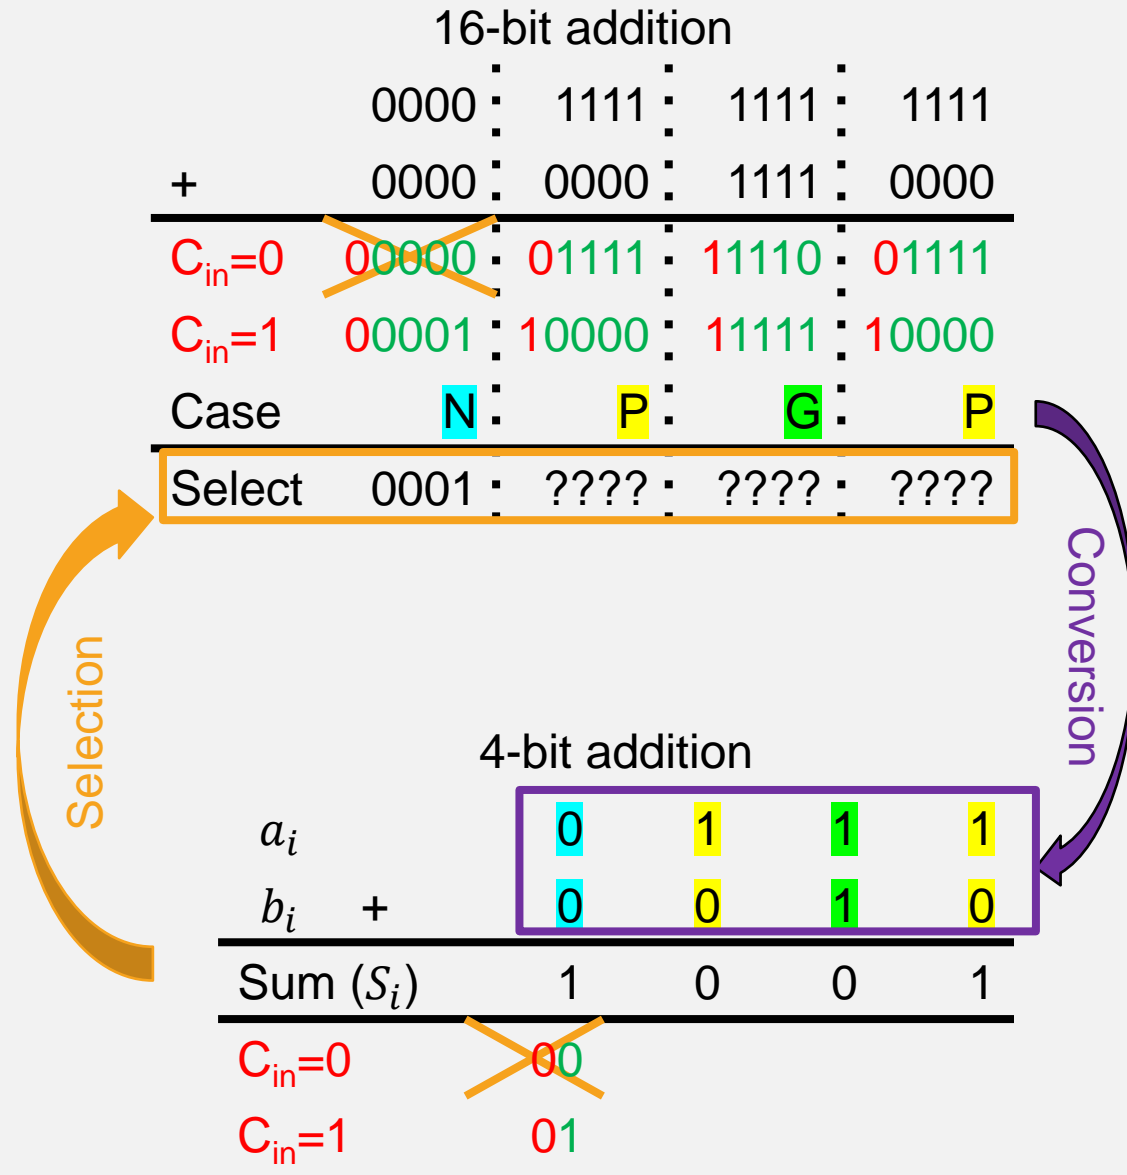 16-bit addition
0000 1111 1111 1111
+ 0000 0000 1111 0000
Cin=0 00000 01111 11110 01111
Cin=1 00001 10000 11111 10000
Case N P G P
Select 0001 ???? ???? ????
Conversion
Selection
4-bit addition
ai 0 1 1 1
bi + 0 0 1 0
Sum (Si) 1 0 0 1
Cin=0 00
Cin=1 01